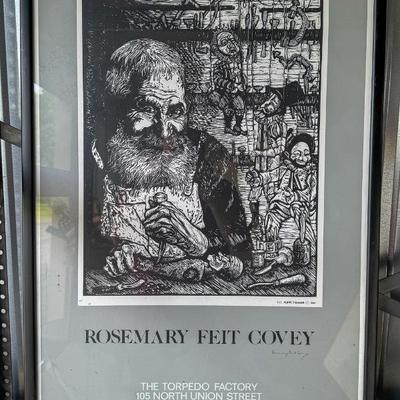 ROSEMARY FEIT COVEY
THE TORPEDO FACTORY
105 NORTH UNION STREET